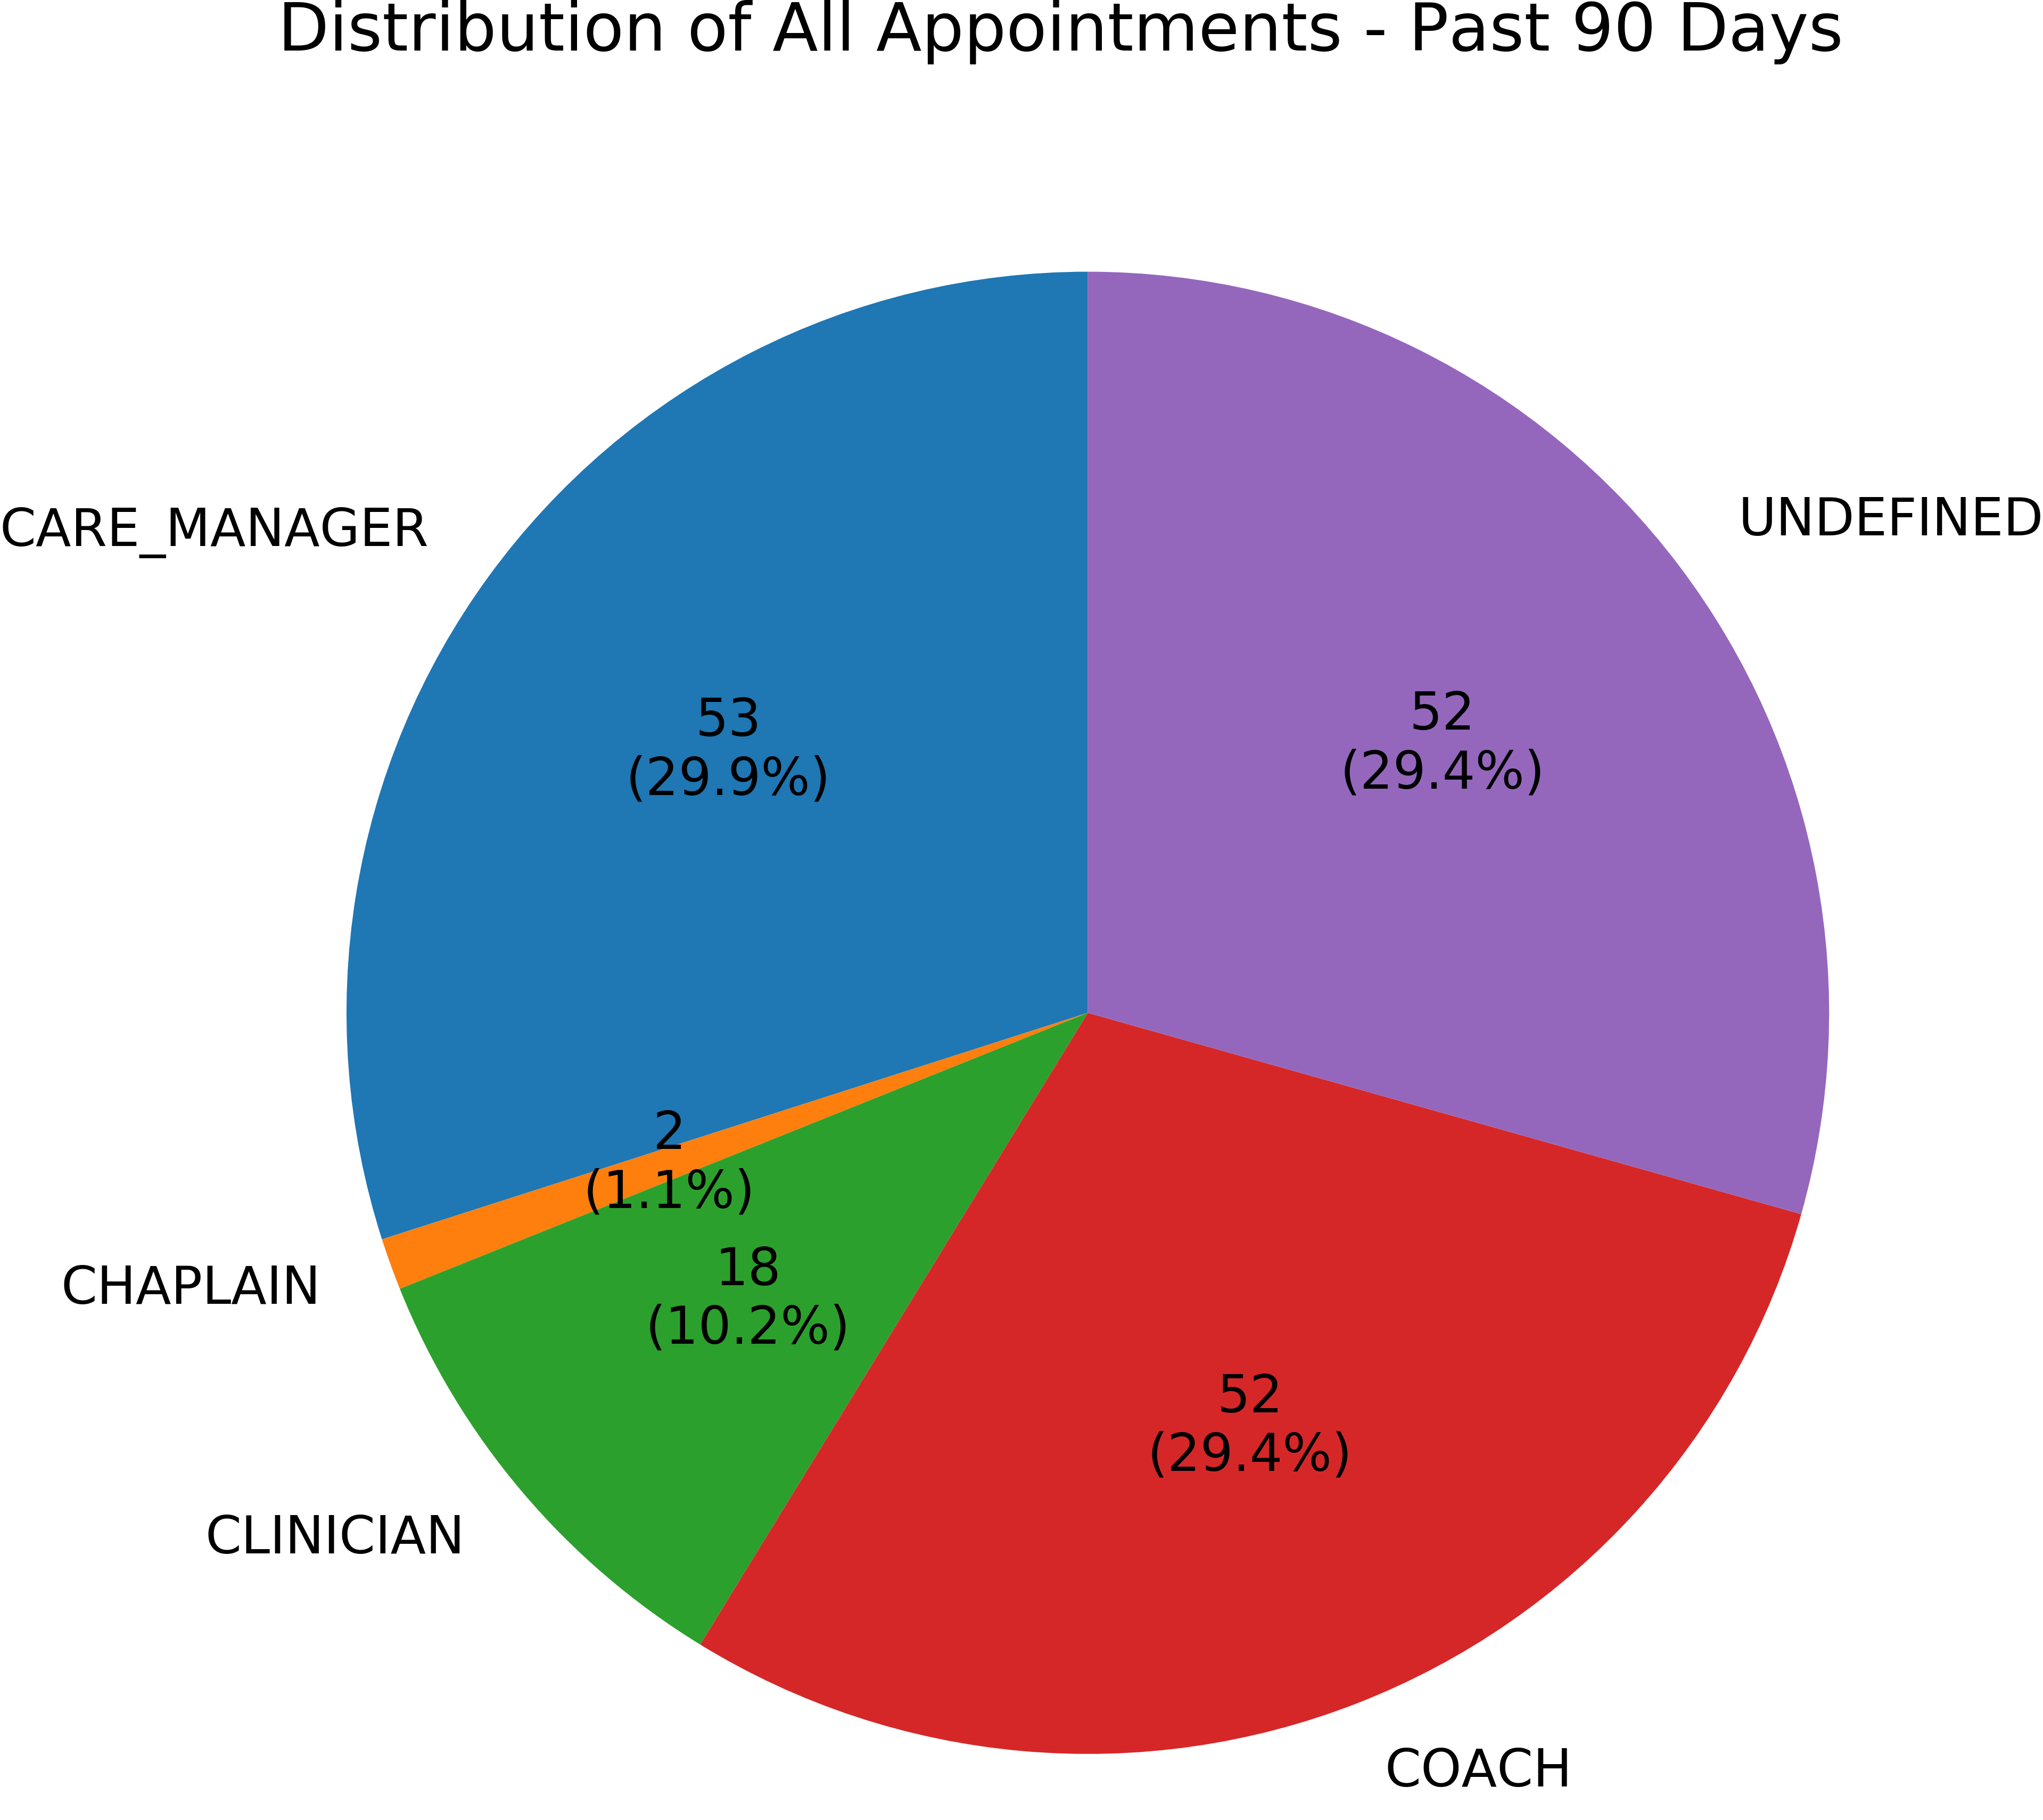 Distribution of All Appointments - Past 90 Days
CARE_MANAGER
UNDEFINED
53
(29.9%)
52
(29.4%)
2
(1.1%)
CHAPLAIN
18
(10.2%)
52
(29.4%)
CLINICIAN
COACH